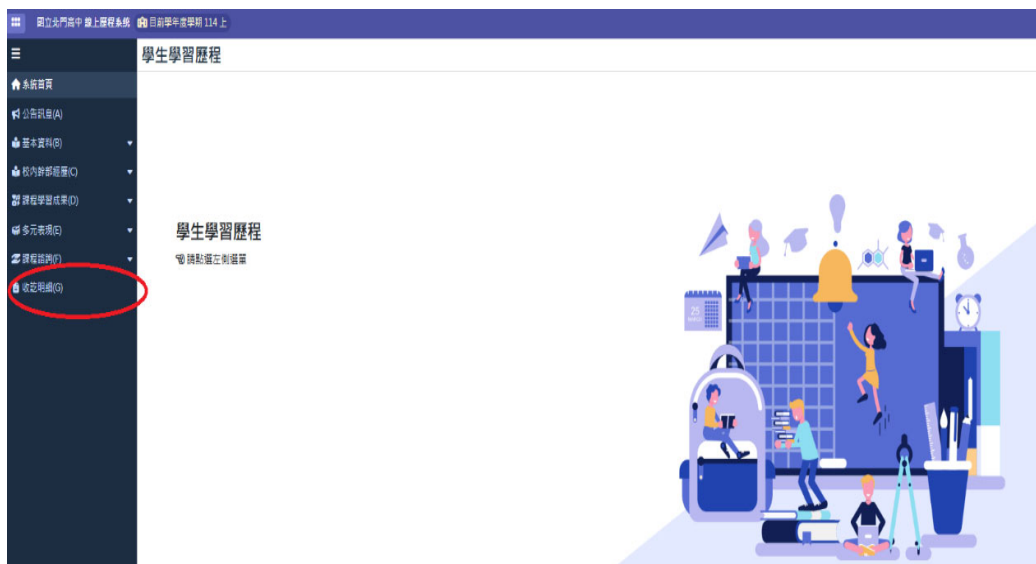 國立北門高中 線上歷程系統 目前學年度學期 114 上
學生學習歷程
系統首頁
公告訊息(A)
基本資料(B)
校內幹部經歷(C)
課程學習成果(D)
多元表現(E)
課程諮詢(F)
收訖明細(G)
學生學習歷程
請點選左側選單
25